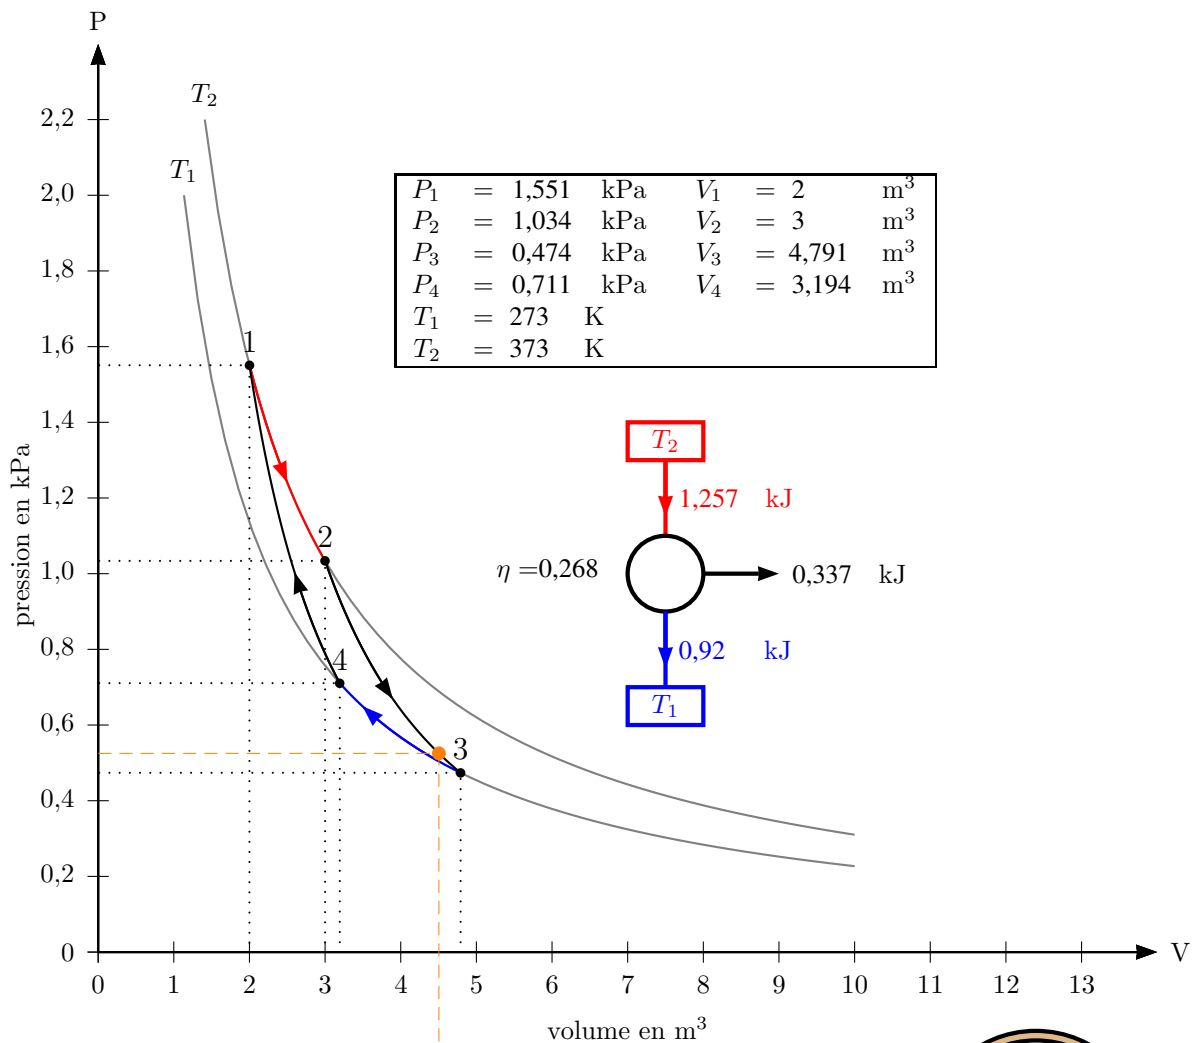 P
T2
T1
2,2
2,0
1,8
1,6
1,4
1,2
1,0
0,8
0,6
0,4
0,2
0
pression en kPa
P1 = 1,551 kPa V1 = 2 m³
P2 = 1,034 kPa V2 = 3 m³
P3 = 0,474 kPa V3 = 4,791 m³
P4 = 0,711 kPa V4 = 3,194 m³
T1 = 273 K
T2 = 373 K
1
2
3
4
T2
1,257 kJ
η =0,268
0,337 kJ
0,92 kJ
T1
0 1 2 3 4 5 6 7 8 9 10 11 12 13
V
volume en m³